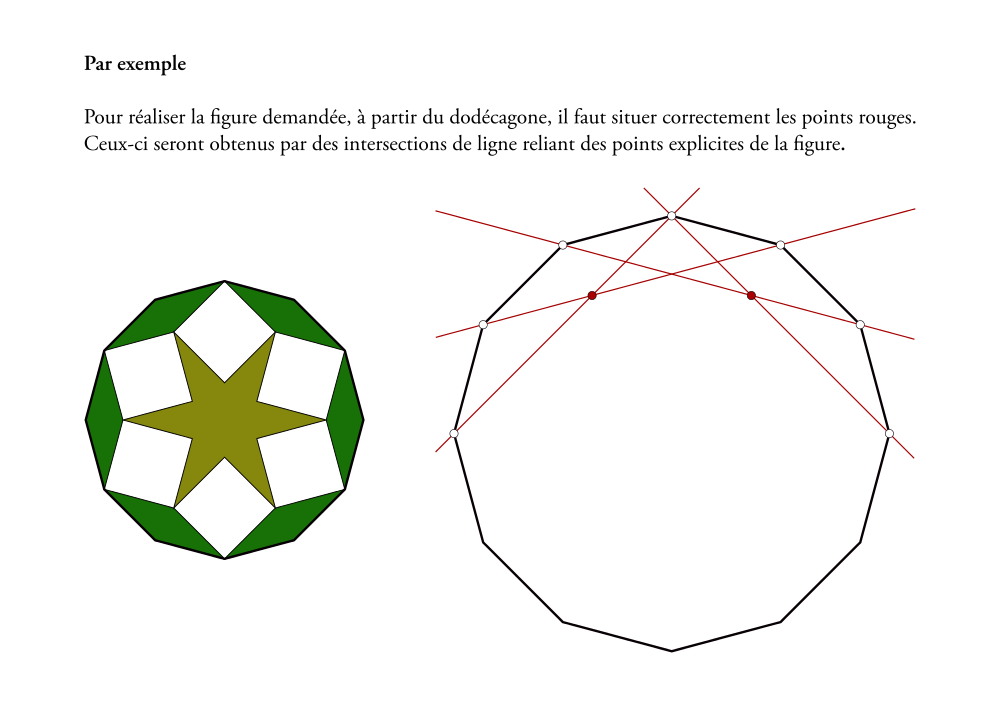 Par exemple
Pour réaliser la figure demandée, à partir du dodécagone, il faut situer correctement les points rouges.
Ceux-ci seront obtenus par des intersections de ligne reliant des points explicites de la figure.